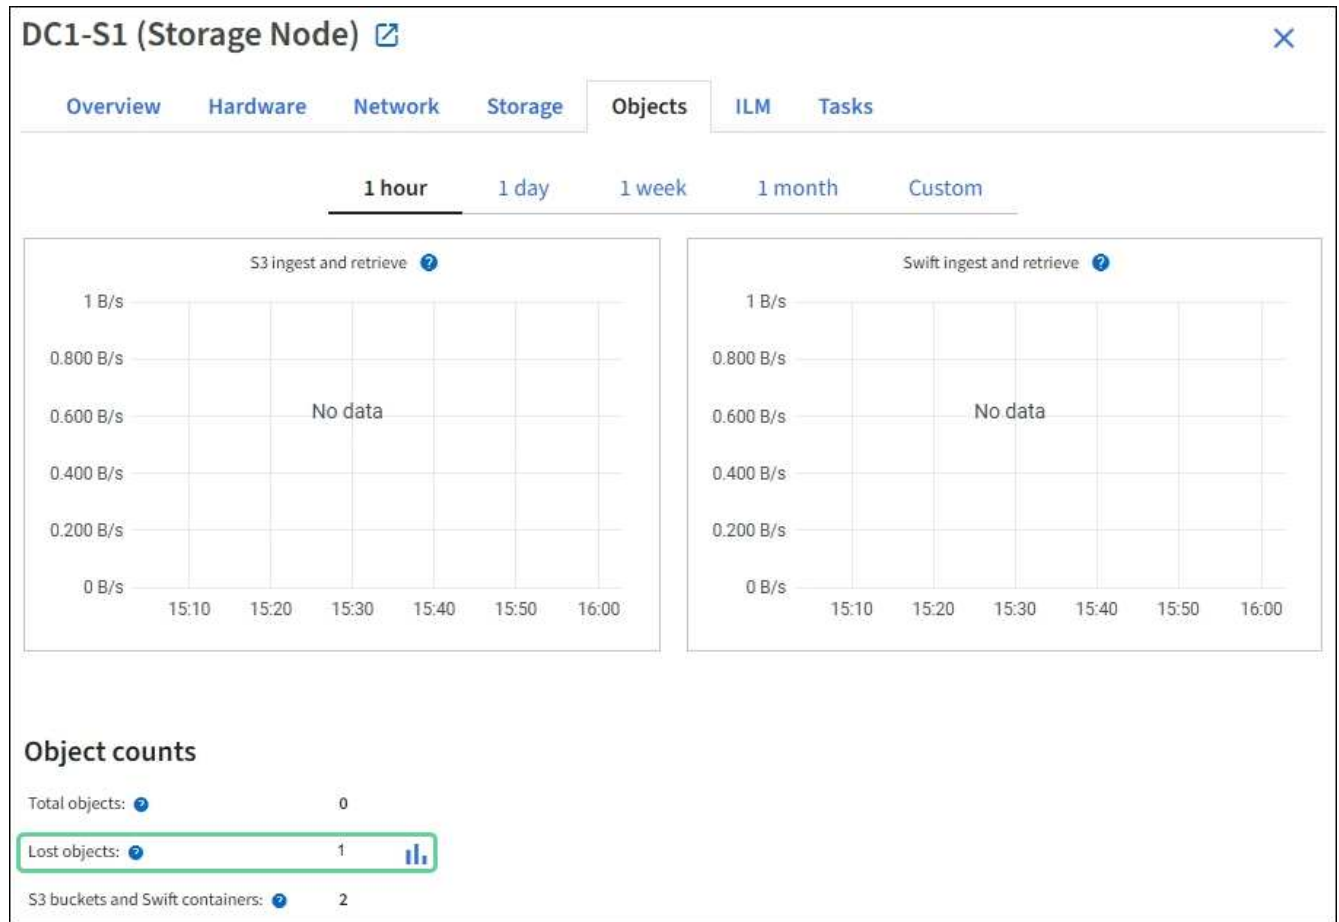 DC1-S1 (Storage Node)
Overview Hardware Network Storage Objects ILM Tasks
1 hour 1 day 1 week 1 month Custom
S3 ingest and retrieve
1 B/s
0.800 B/s
0.600 B/s
0.400 B/s
0.200 B/s
0 B/s
No data
15:10 15:20 15:30 15:40 15:50 16:00
Swift ingest and retrieve
1 B/s
0.800 B/s
0.600 B/s
0.400 B/s
0.200 B/s
0 B/s
No data
15:10 15:20 15:30 15:40 15:50 16:00
Object counts
Total objects: 0
Lost objects: 1
S3 buckets and Swift containers: 2